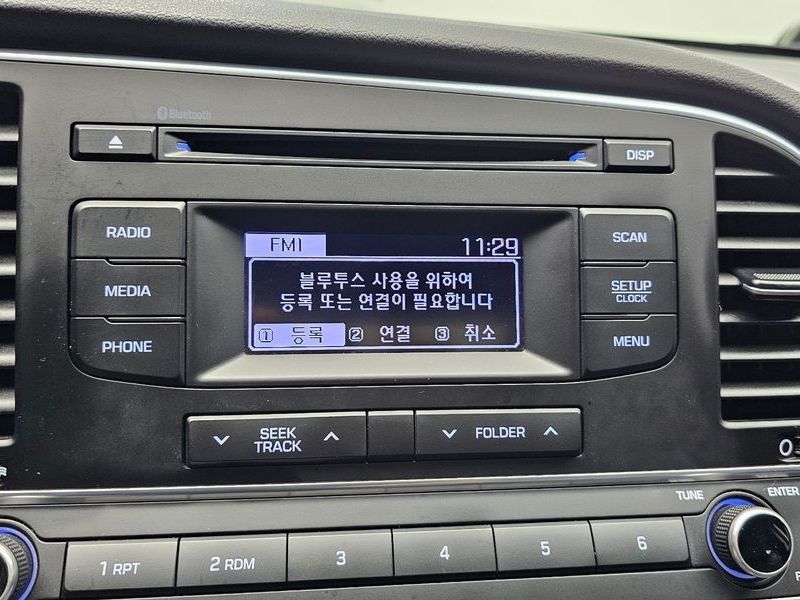 Bluetooth
DISP
RADIO
MEDIA
PHONE
FM1 11:29
블루투스 사용을 위하여
등록 또는 연결이 필요합니다
1 등록 2 연결 3 취소
SCAN
SETUP
CLOCK
MENU
SEEK
TRACK
FOLDER
TUNE
ENTER
1 RPT
2 RDM
3
4
5
6